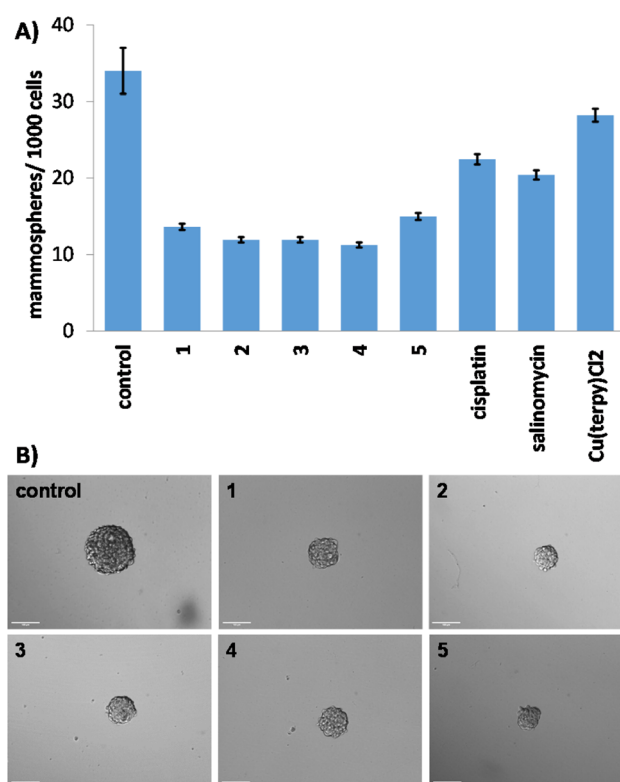 A)
40
30
20
10
0
mammospheres/ 1000 cells
control
1
2
3
4
5
cisplatin
salinomycin
Cu(terpy)Cl2
B)
control
1
2
3
4
5